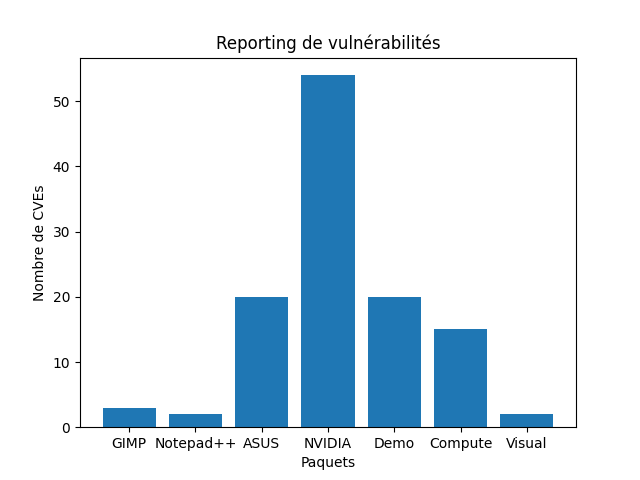 Reporting de vulnérabilités
50
40
30
20
10
0
Nombre de CVEs
GIMP Notepad++ ASUS NVIDIA Demo Compute Visual
Paquets